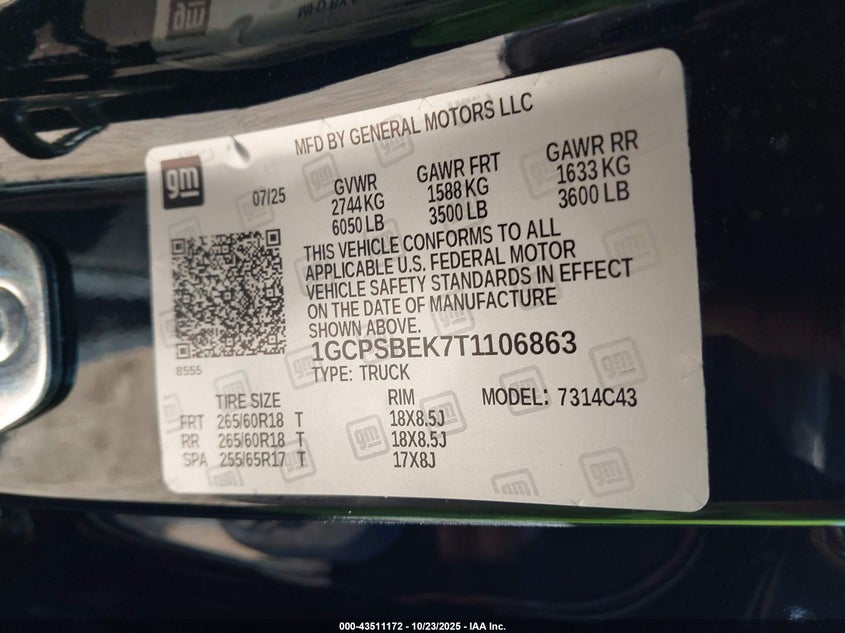 MFD BY GENERAL MOTORS LLC
gm
07/25
GVWR
2744 KG
6050 LB
GAWR FRT
1588 KG
3500 LB
GAWR RR
1633 KG
3600 LB
THIS VEHICLE CONFORMS TO ALL
APPLICABLE U.S. FEDERAL MOTOR
VEHICLE SAFETY STANDARDS IN EFFECT
ON THE DATE OF MANUFACTURE
SHOWN ABOVE.
8555
1GCPSBEK7T1106863
TYPE: TRUCK
TIRE SIZE RIM MODEL: 7314C43
FRT 265/60R18 T 18X8.5J
RR 265/60R18 T 18X8.5J
SPA 255/65R17 T 17X8J
000-43511172 - 10/23/2025 - IAA Inc.